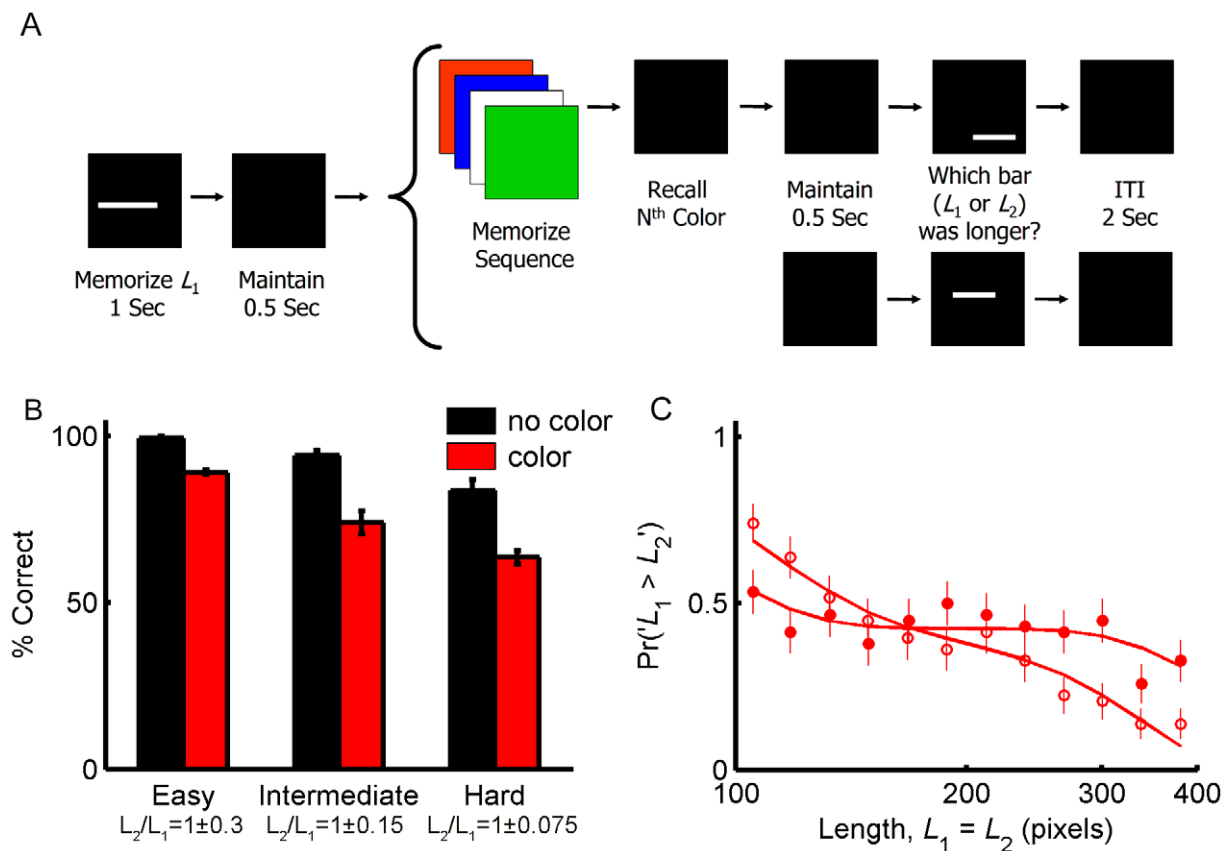 A
Memorize L1
1 Sec
Maintain
0.5 Sec
Memorize
Sequence
Recall
Nth Color
Maintain
0.5 Sec
Which bar
(L1 or L2)
was longer?
ITI
2 Sec
B
no color
color
100
50
0
% Correct
Easy
L2/L1=1±0.3
Intermediate
L2/L1=1±0.15
Hard
L2/L1=1±0.075
C
1
0.5
0
Pr('L1 > L2')
100
200
300
400
Length, L1 = L2 (pixels)